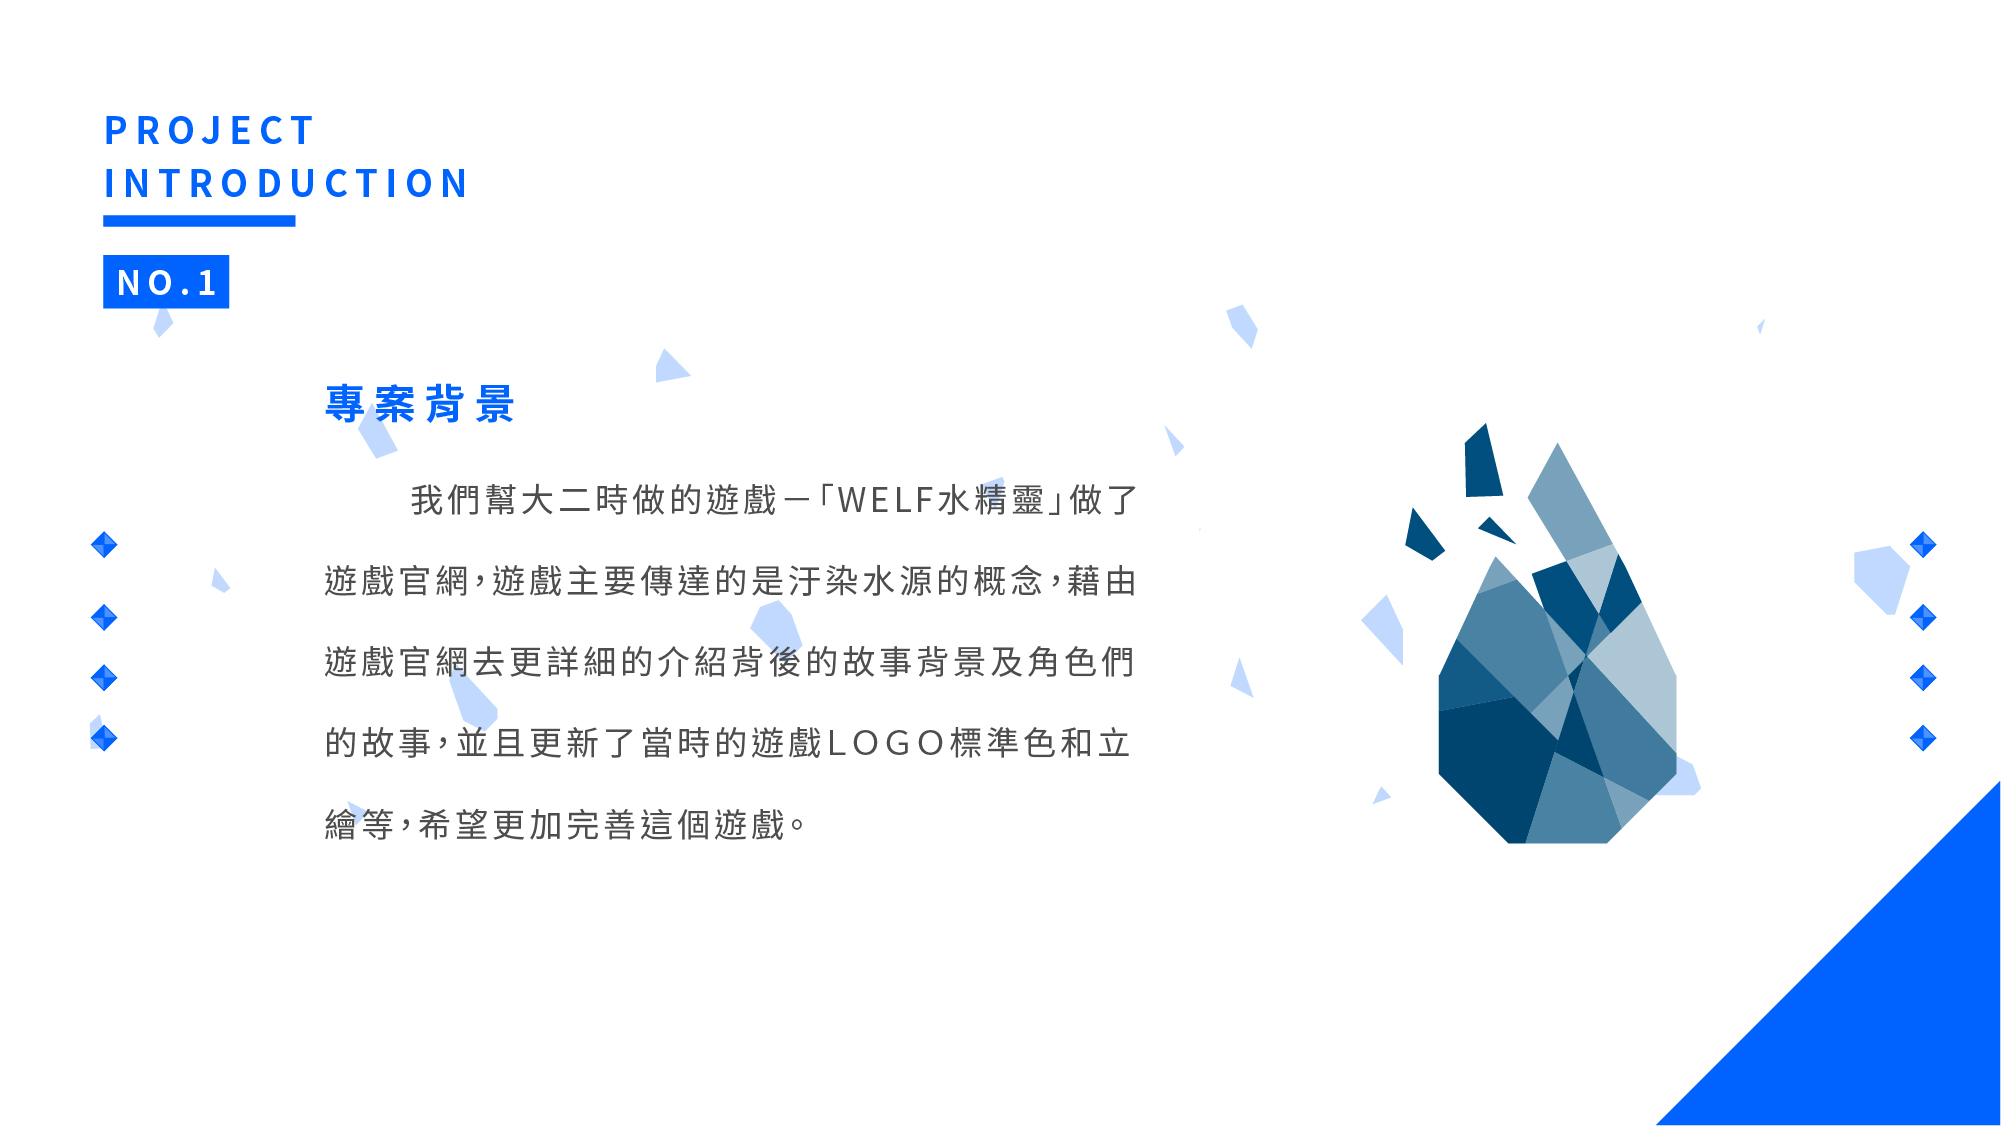 PROJECT
INTRODUCTION
NO.1
專案背景
我們幫大二時做的遊戲－「WELF水精靈」做了
遊戲官網，遊戲主要傳達的是汙染水源的概念，藉由
遊戲官網去更詳細的介紹背後的故事背景及角色們
的故事，並且更新了當時的遊戲LOGO標準色和立
繪等，希望更加完善這個遊戲。